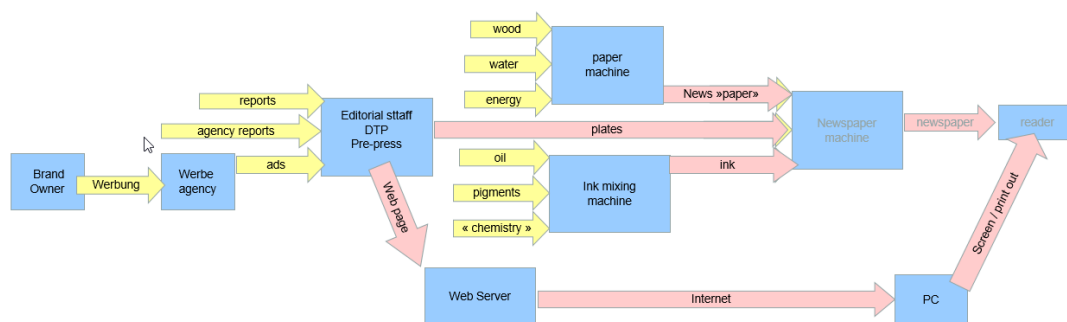 wood
water
energy
paper
machine
News »paper»
reports
agency reports
ads
Editorial sttaff
DTP
Pre-press
plates
Newspaper
machine
newspaper
reader
Brand
Owner
Werbung
Werbe
agency
oil
pigments
« chemistry »
Ink mixing
machine
ink
Web page
Screen / print out
Web Server
Internet
PC